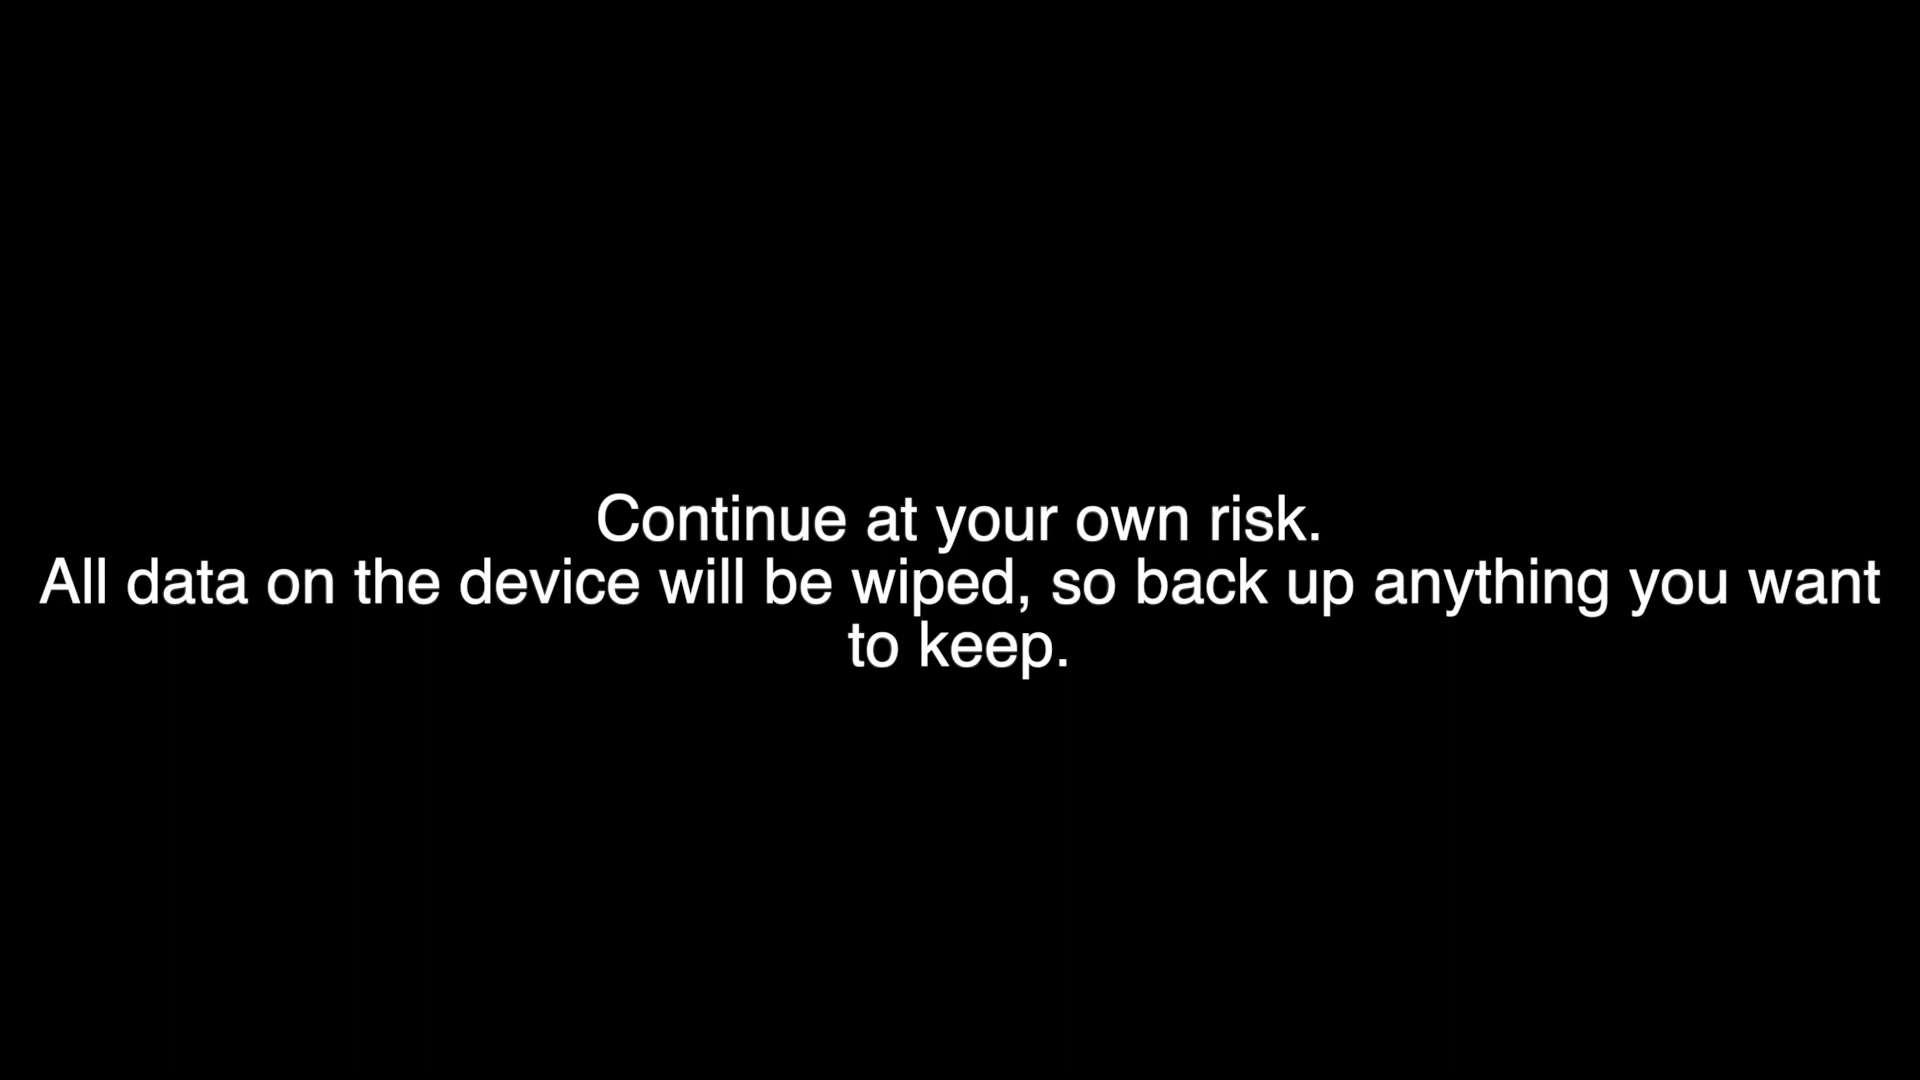 Continue at your own risk.
All data on the device will be wiped, so back up anything you want
to keep.